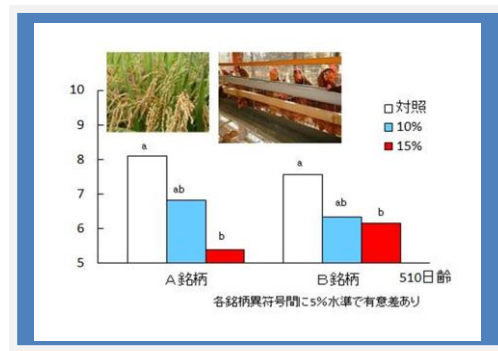 10
9
8
7
6
5
a
ab
b
a
ab
b
対照
10%
15%
A銘柄
B銘柄
510日齢
各銘柄異符号間に5%水準で有意差あり